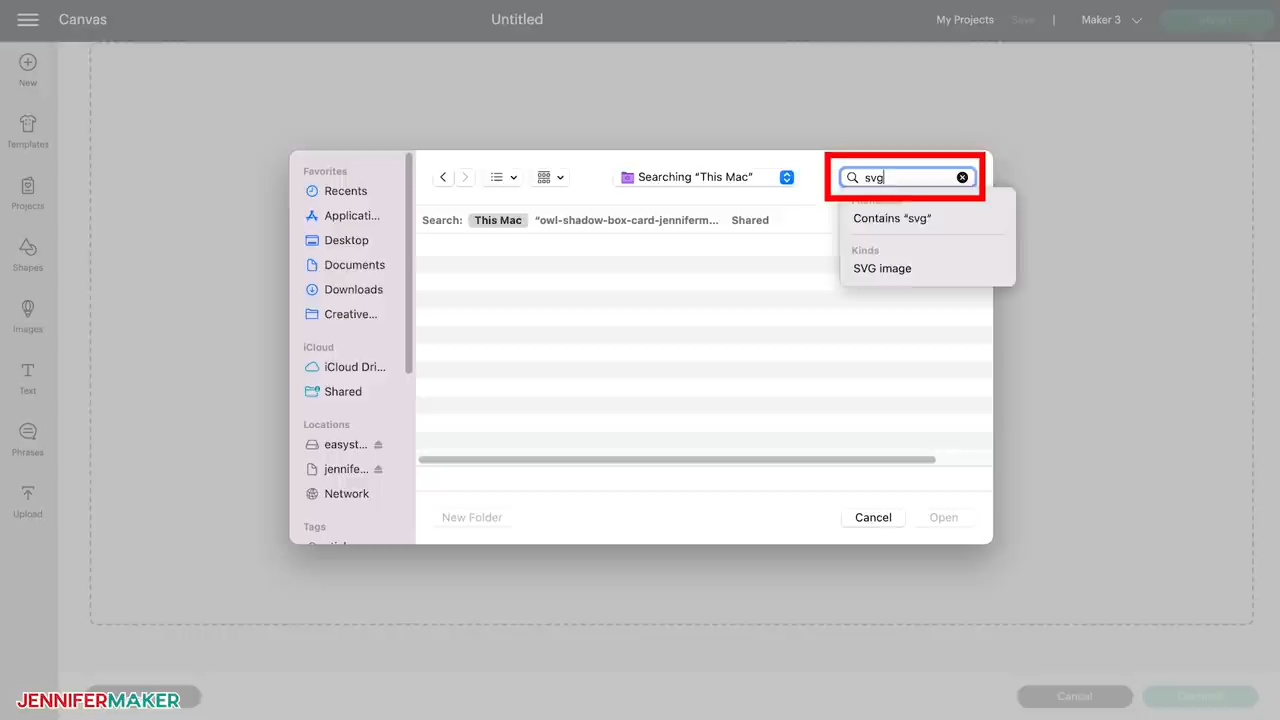 Canvas
Untitled
My Projects
Save
|
Maker 3
New
Templates
Projects
Shapes
Images
Text
Phrases
Upload
Favorites
Recents
Applicati...
Desktop
Documents
Downloads
Creative...
iCloud
iCloud Dri...
Shared
Locations
easyst...
jennife...
Network
Tags
Searching “This Mac”
svg
Search:
This Mac
“owl-shadow-box-card-jenniferm...
Shared
Contains “svg”
Kinds
SVG image
New Folder
Cancel
Open
JENNIFERMAKER
Cancel